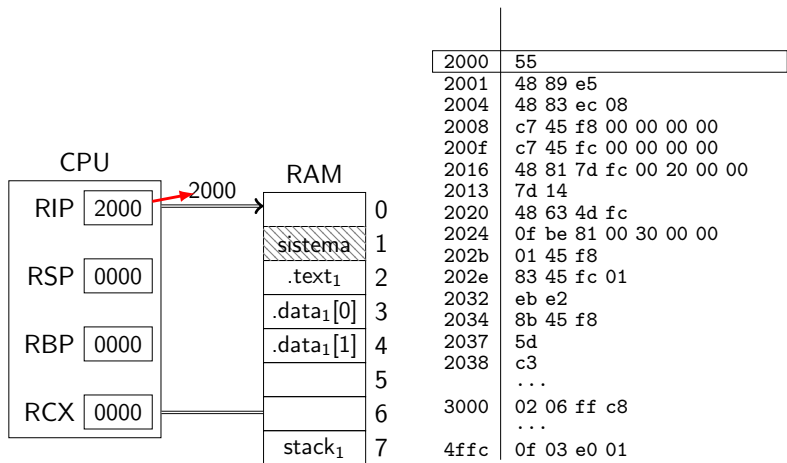 CPU
RIP 2000
RSP 0000
RBP 0000
RCX 0000
2000
RAM
0
sistema 1
.text₁ 2
.data₁[0] 3
.data₁[1] 4
5
6
stack₁ 7
2000 55
2001 48 89 e5
2004 48 83 ec 08
2008 c7 45 f8 00 00 00 00
200f c7 45 fc 00 00 00 00
2016 48 81 7d fc 00 20 00 00
2013 7d 14
2020 48 63 4d fc
2024 0f be 81 00 30 00 00
202b 01 45 f8
202e 83 45 fc 01
2032 eb e2
2034 8b 45 f8
2037 5d
2038 c3
...
3000 02 06 ff c8
...
4ffc 0f 03 e0 01